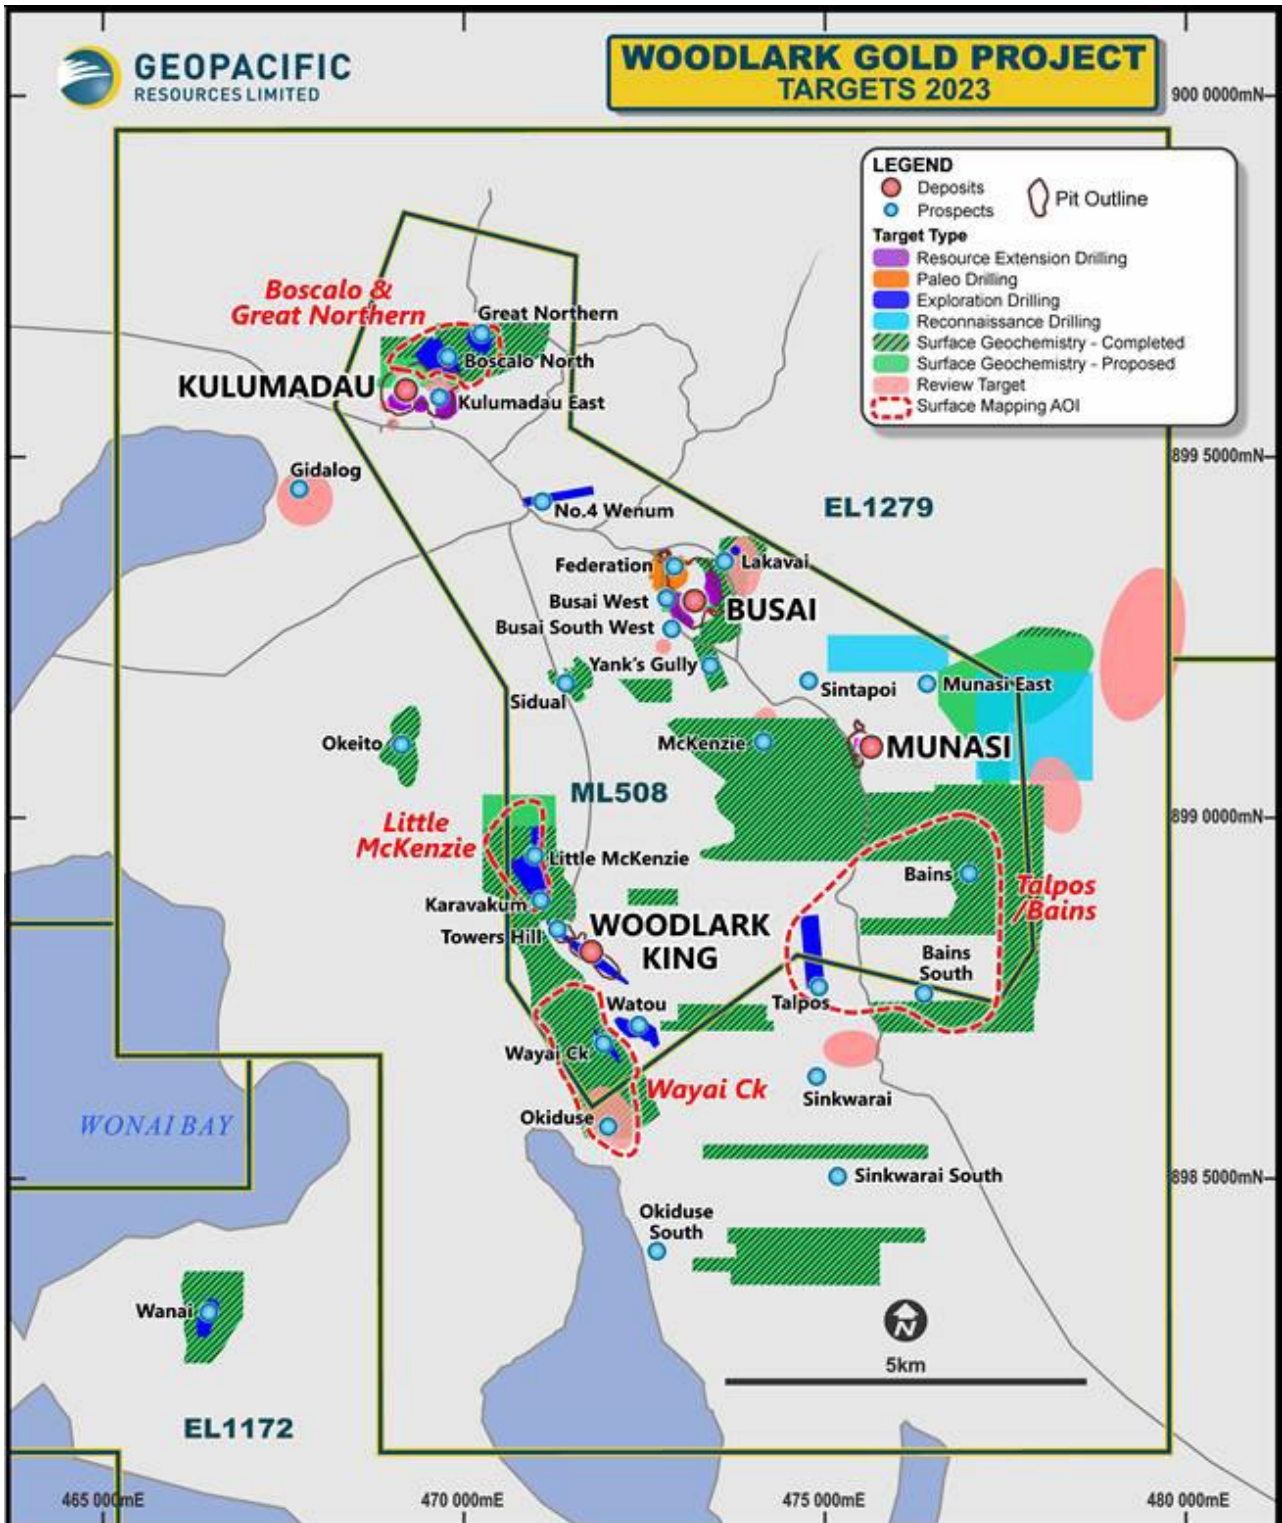 GEOPACIFIC
RESOURCES LIMITED
WOODLARK GOLD PROJECT
TARGETS 2023
900 0000mN
LEGEND
Deposits
Prospects
Pit Outline
Target Type
Resource Extension Drilling
Paleo Drilling
Exploration Drilling
Reconnaissance Drilling
Surface Geochemistry - Completed
Surface Geochemistry - Proposed
Review Target
Surface Mapping AOI
Boscalo &
Great Northern
Great Northern
Boscalo North
KULUMADAU
Kulumadau East
899 5000mN
Gidalog
No.4 Wenum
EL1279
Federation
Lakavai
Busai West
BUSAI
Busai South West
Yank's Gully
Sidual
Sintapoi
Munasi East
Okeito
McKenzie
MUNASI
ML508
899 0000mN
Little
McKenzie
Little McKenzie
Bains
Talpos
/Bains
Karavakum
Towers Hill
WOODLARK
KING
Bains
South
Watou
Talpos
Wayai Ck
Wayai Ck
Sinkwarai
Okiduse
WONAI BAY
Sinkwarai South
898 5000mN
Okiduse
South
Wanai
N
5km
EL1172
465 000mE
470 000mE
475 000mE
480 000mE